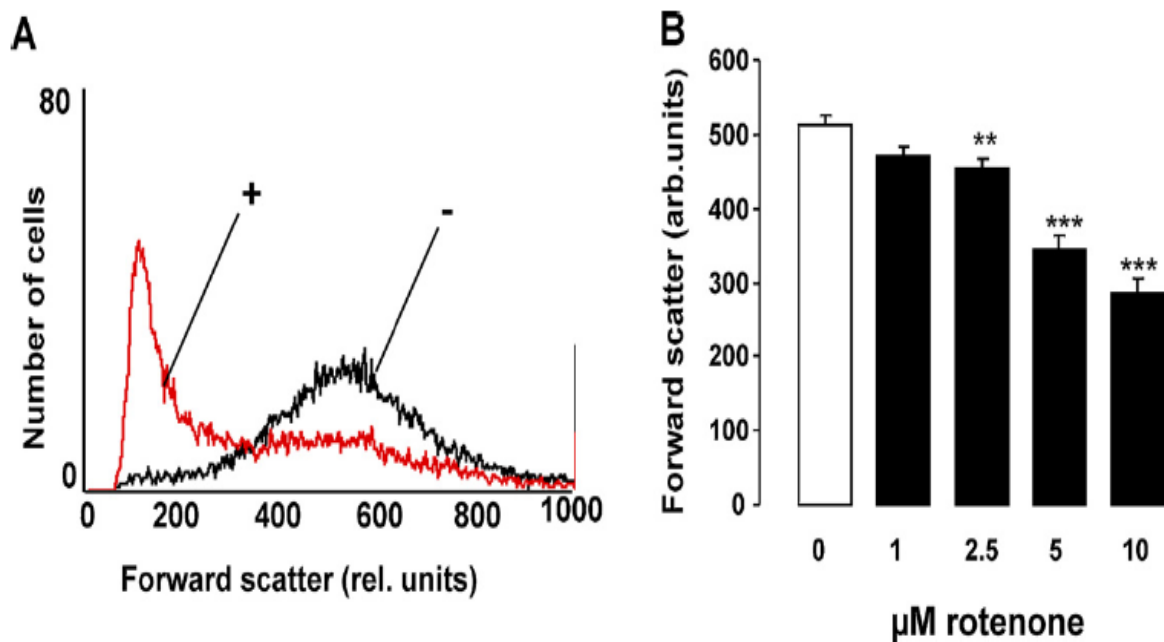 A
80
Number of cells
0
+
-
0 200 400 600 800 1000
Forward scatter (rel. units)
B
Forward scatter (arb.units)
600
500
400
300
200
100
0
**
***
***
0 1 2.5 5 10
µM rotenone